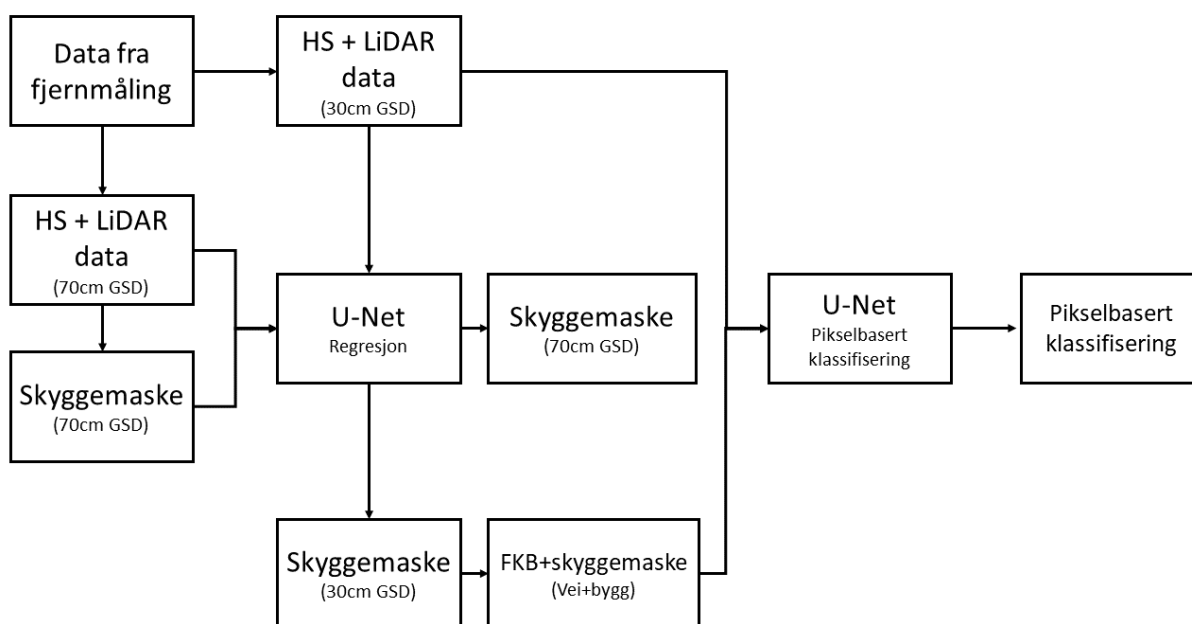 Data fra
fjernmåling
HS + LiDAR
data
(30cm GSD)
HS + LiDAR
data
(70cm GSD)
Skyggemaske
(70cm GSD)
U-Net
Regresjon
Skyggemaske
(70cm GSD)
U-Net
Pikselbasert
klassifisering
Pikselbasert
klassifisering
Skyggemaske
(30cm GSD)
FKB+skyggemaske
(Vei+bygg)